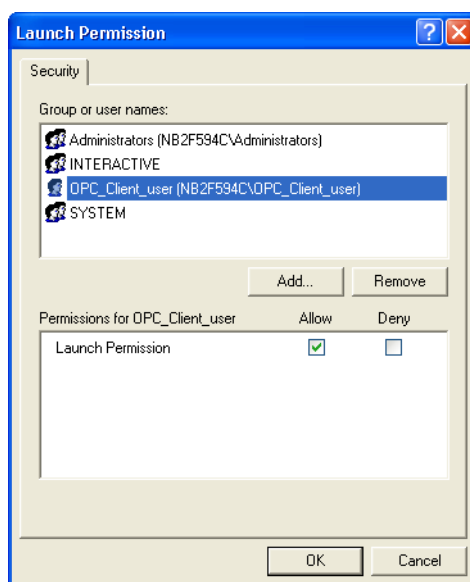 Launch Permission
Security
Group or user names:
Administrators (NB2F594C\Administrators)
INTERACTIVE
OPC_Client_user (NB2F594C\OPC_Client_user)
SYSTEM
Add... Remove
Permissions for OPC_Client_user Allow Deny
Launch Permission
OK Cancel